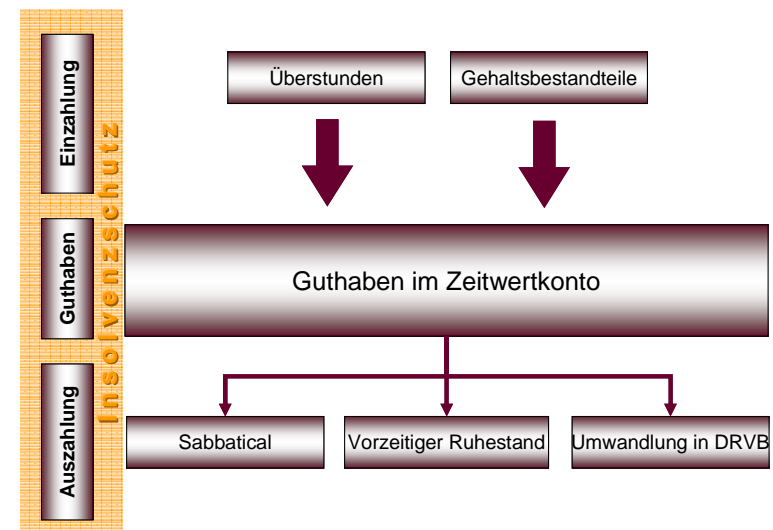 Einzahlung
Guthaben
Auszahlung
Insolvenzschutz
Überstunden
Gehaltsbestandteile
Guthaben im Zeitwertkonto
Sabbatical
Vorzeitiger Ruhestand
Umwandlung in DRVB